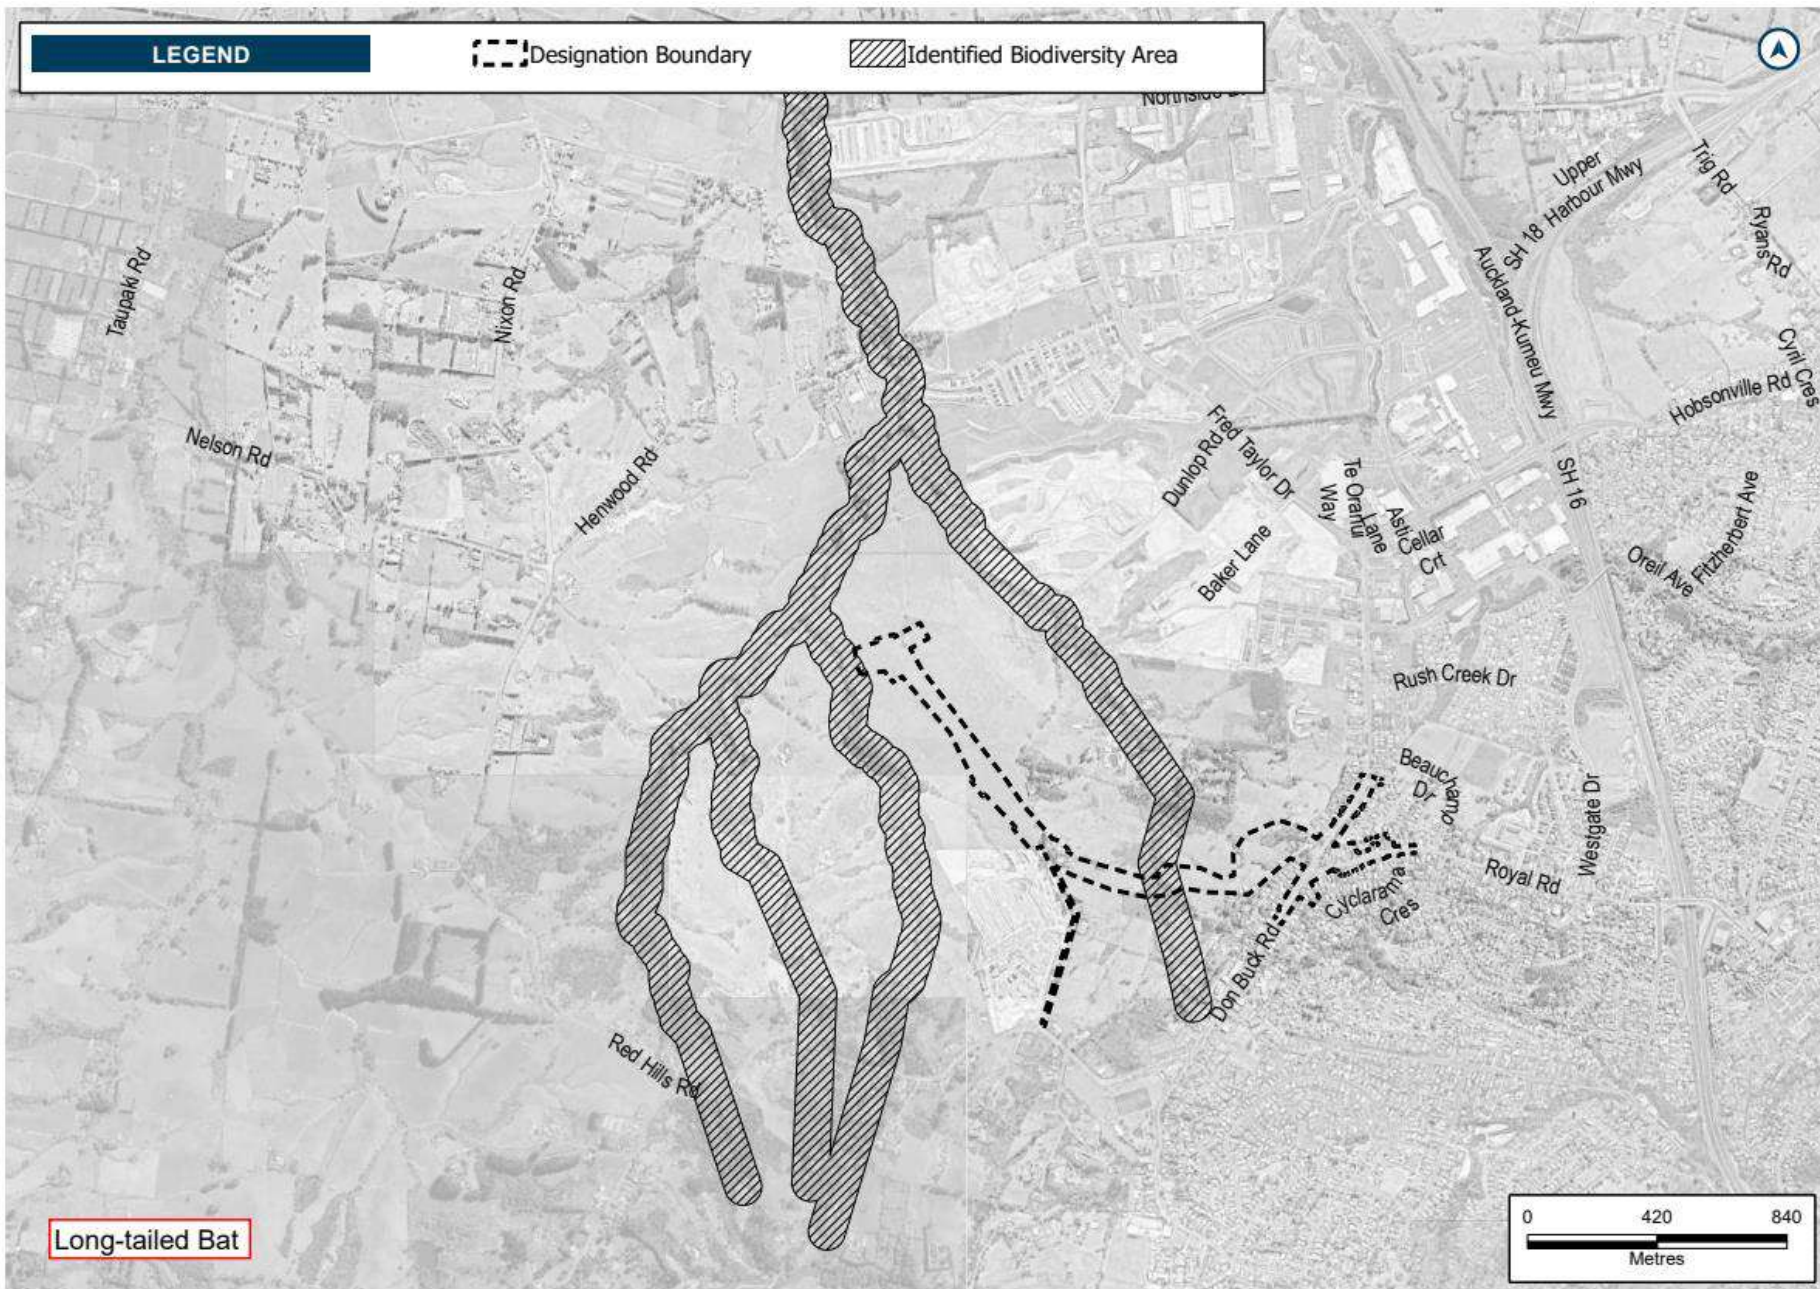 LEGEND
Designation Boundary
Identified Biodiversity Area
Upper
Harbour Mwy
SH 18
Trig Rd
Ryans Rd
Taupaki Rd
Nixon Rd
Auckland-Kumeu Mwy
Cyril Cres
Hobsonville Rd
Nelson Rd
Henwood Rd
Dunlop Rd
Fred Taylor Dr
Te Oranui
Way
Asti
Lane
Cellar
Crt
SH 16
Oreil Ave
Fitzherbert Ave
Baker Lane
Rush Creek Dr
Beauchamp
Dr
Westgate Dr
Royal Rd
Cyclarama
Cres
Don Buck Rd
Red Hills Rd
Long-tailed Bat
0 420 840
Metres